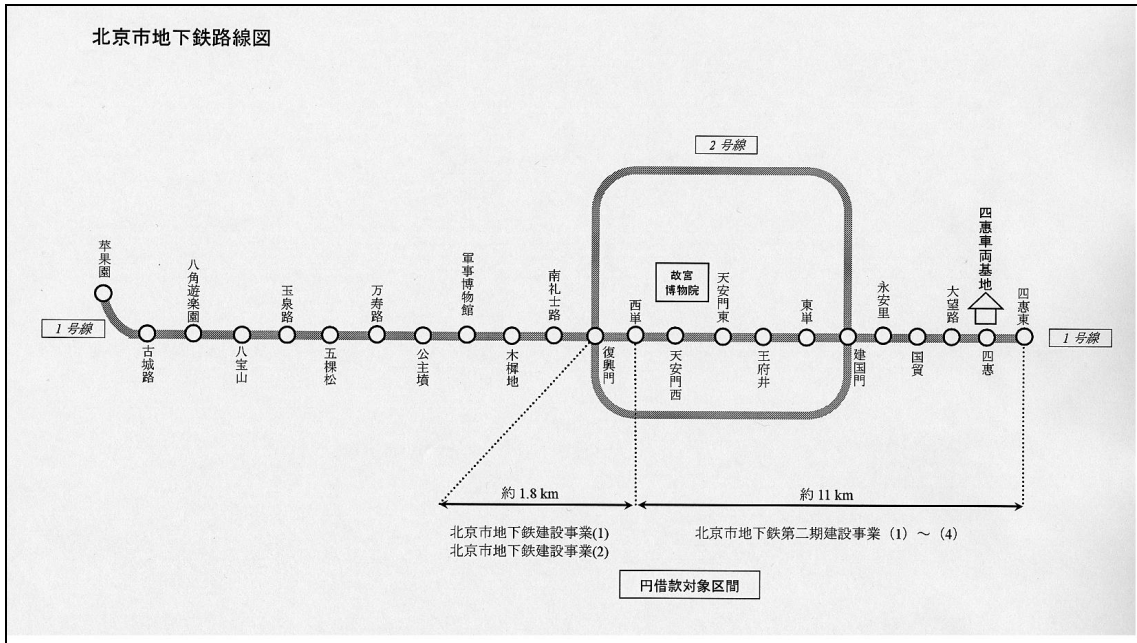 北京市地下鉄路線図
2 号線
1 号線
苹果園
古城路
八角遊楽園
八宝山
玉泉路
五棵松
万寿路
公主墳
軍事博物館
木樨地
南礼士路
復興門
西単
故宮
博物院
天安門西
天安門東
王府井
東単
建国門
永安里
国貿
大望路
四恵車両基地
四恵
四恵東
1 号線
約 1.8 km
約 11 km
北京市地下鉄建設事業(1)
北京市地下鉄建設事業(2)
北京市地下鉄第二期建設事業（1）～（4）
円借款対象区間